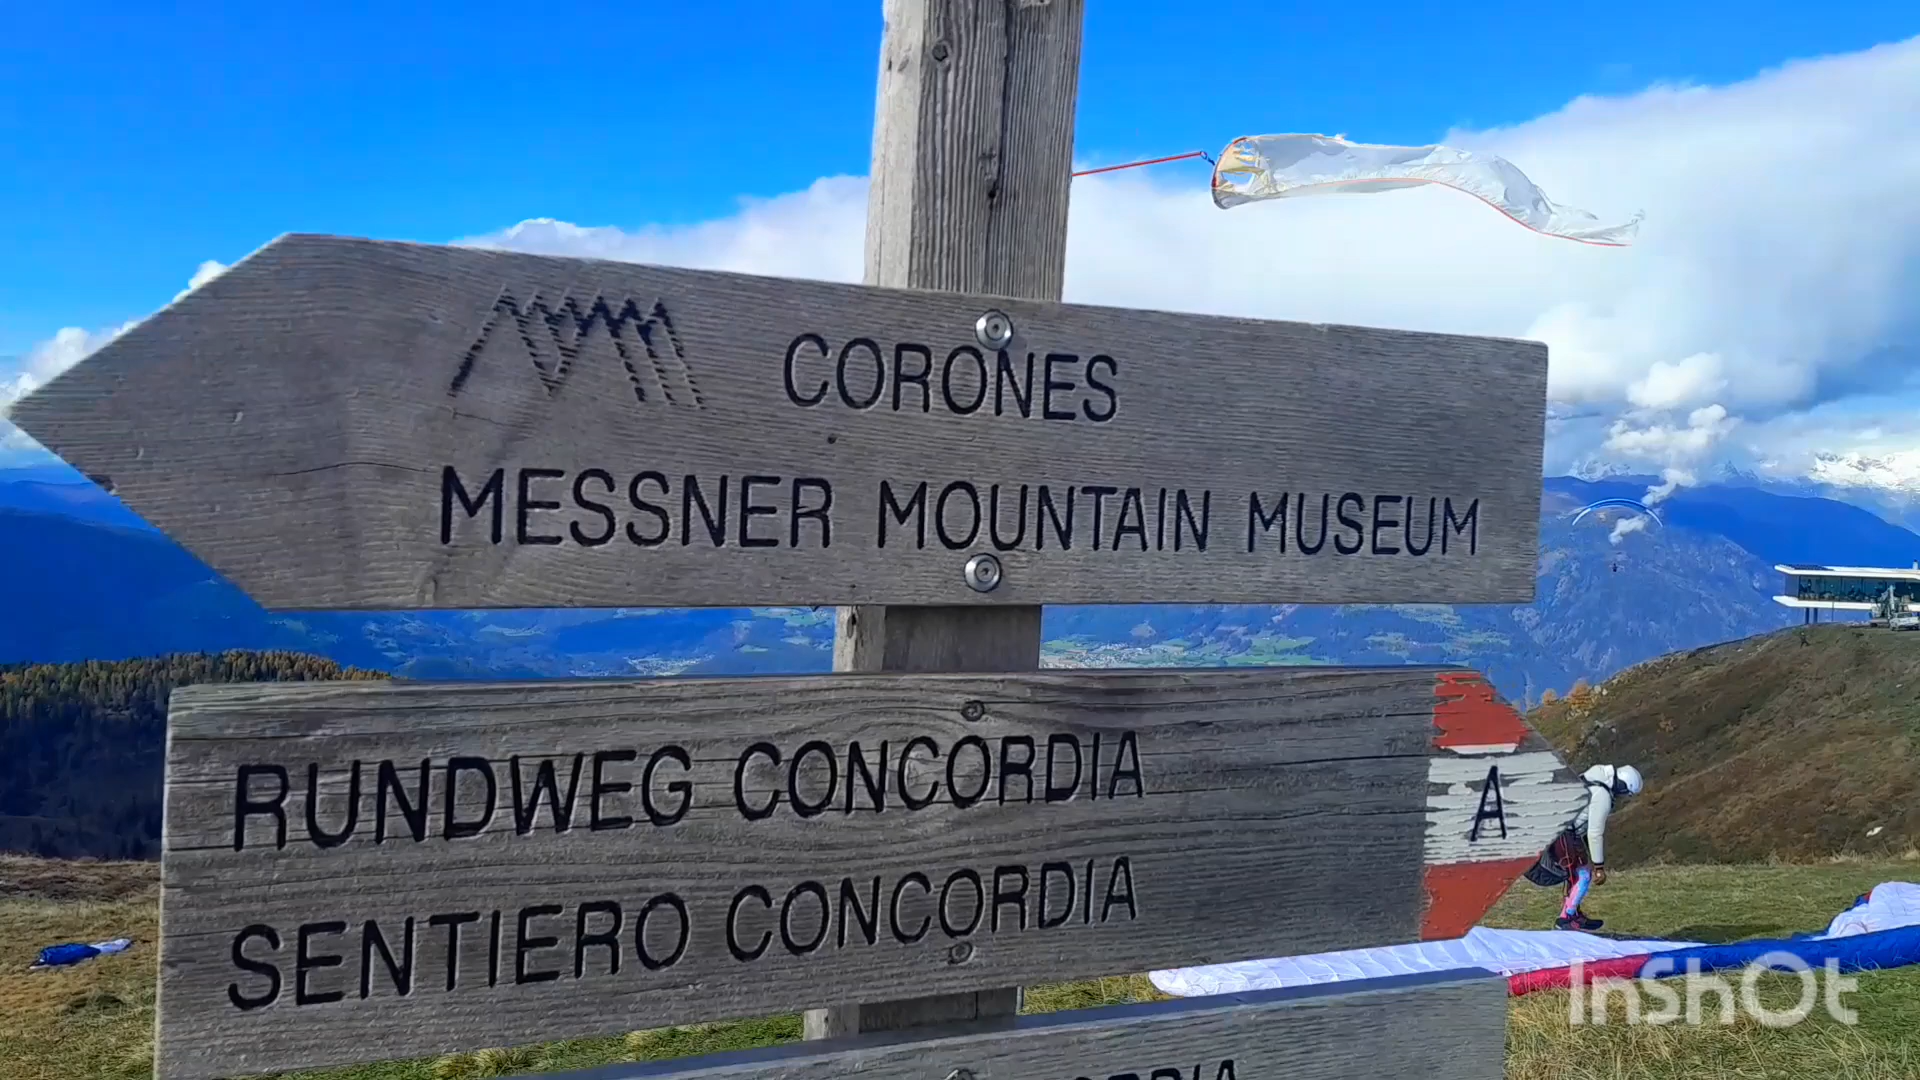 CORONES
MESSNER MOUNTAIN MUSEUM
RUNDWEG CONCORDIA
A
SENTIERO CONCORDIA
InShOt